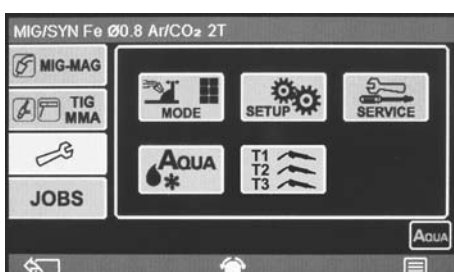 MIG/SYN Fe Ø0.8 Ar/CO₂ 2T
MIG-MAG
TIG
MMA
JOBS
MODE
SETUP
SERVICE
AQUA
T1
T2
T3
AQUA